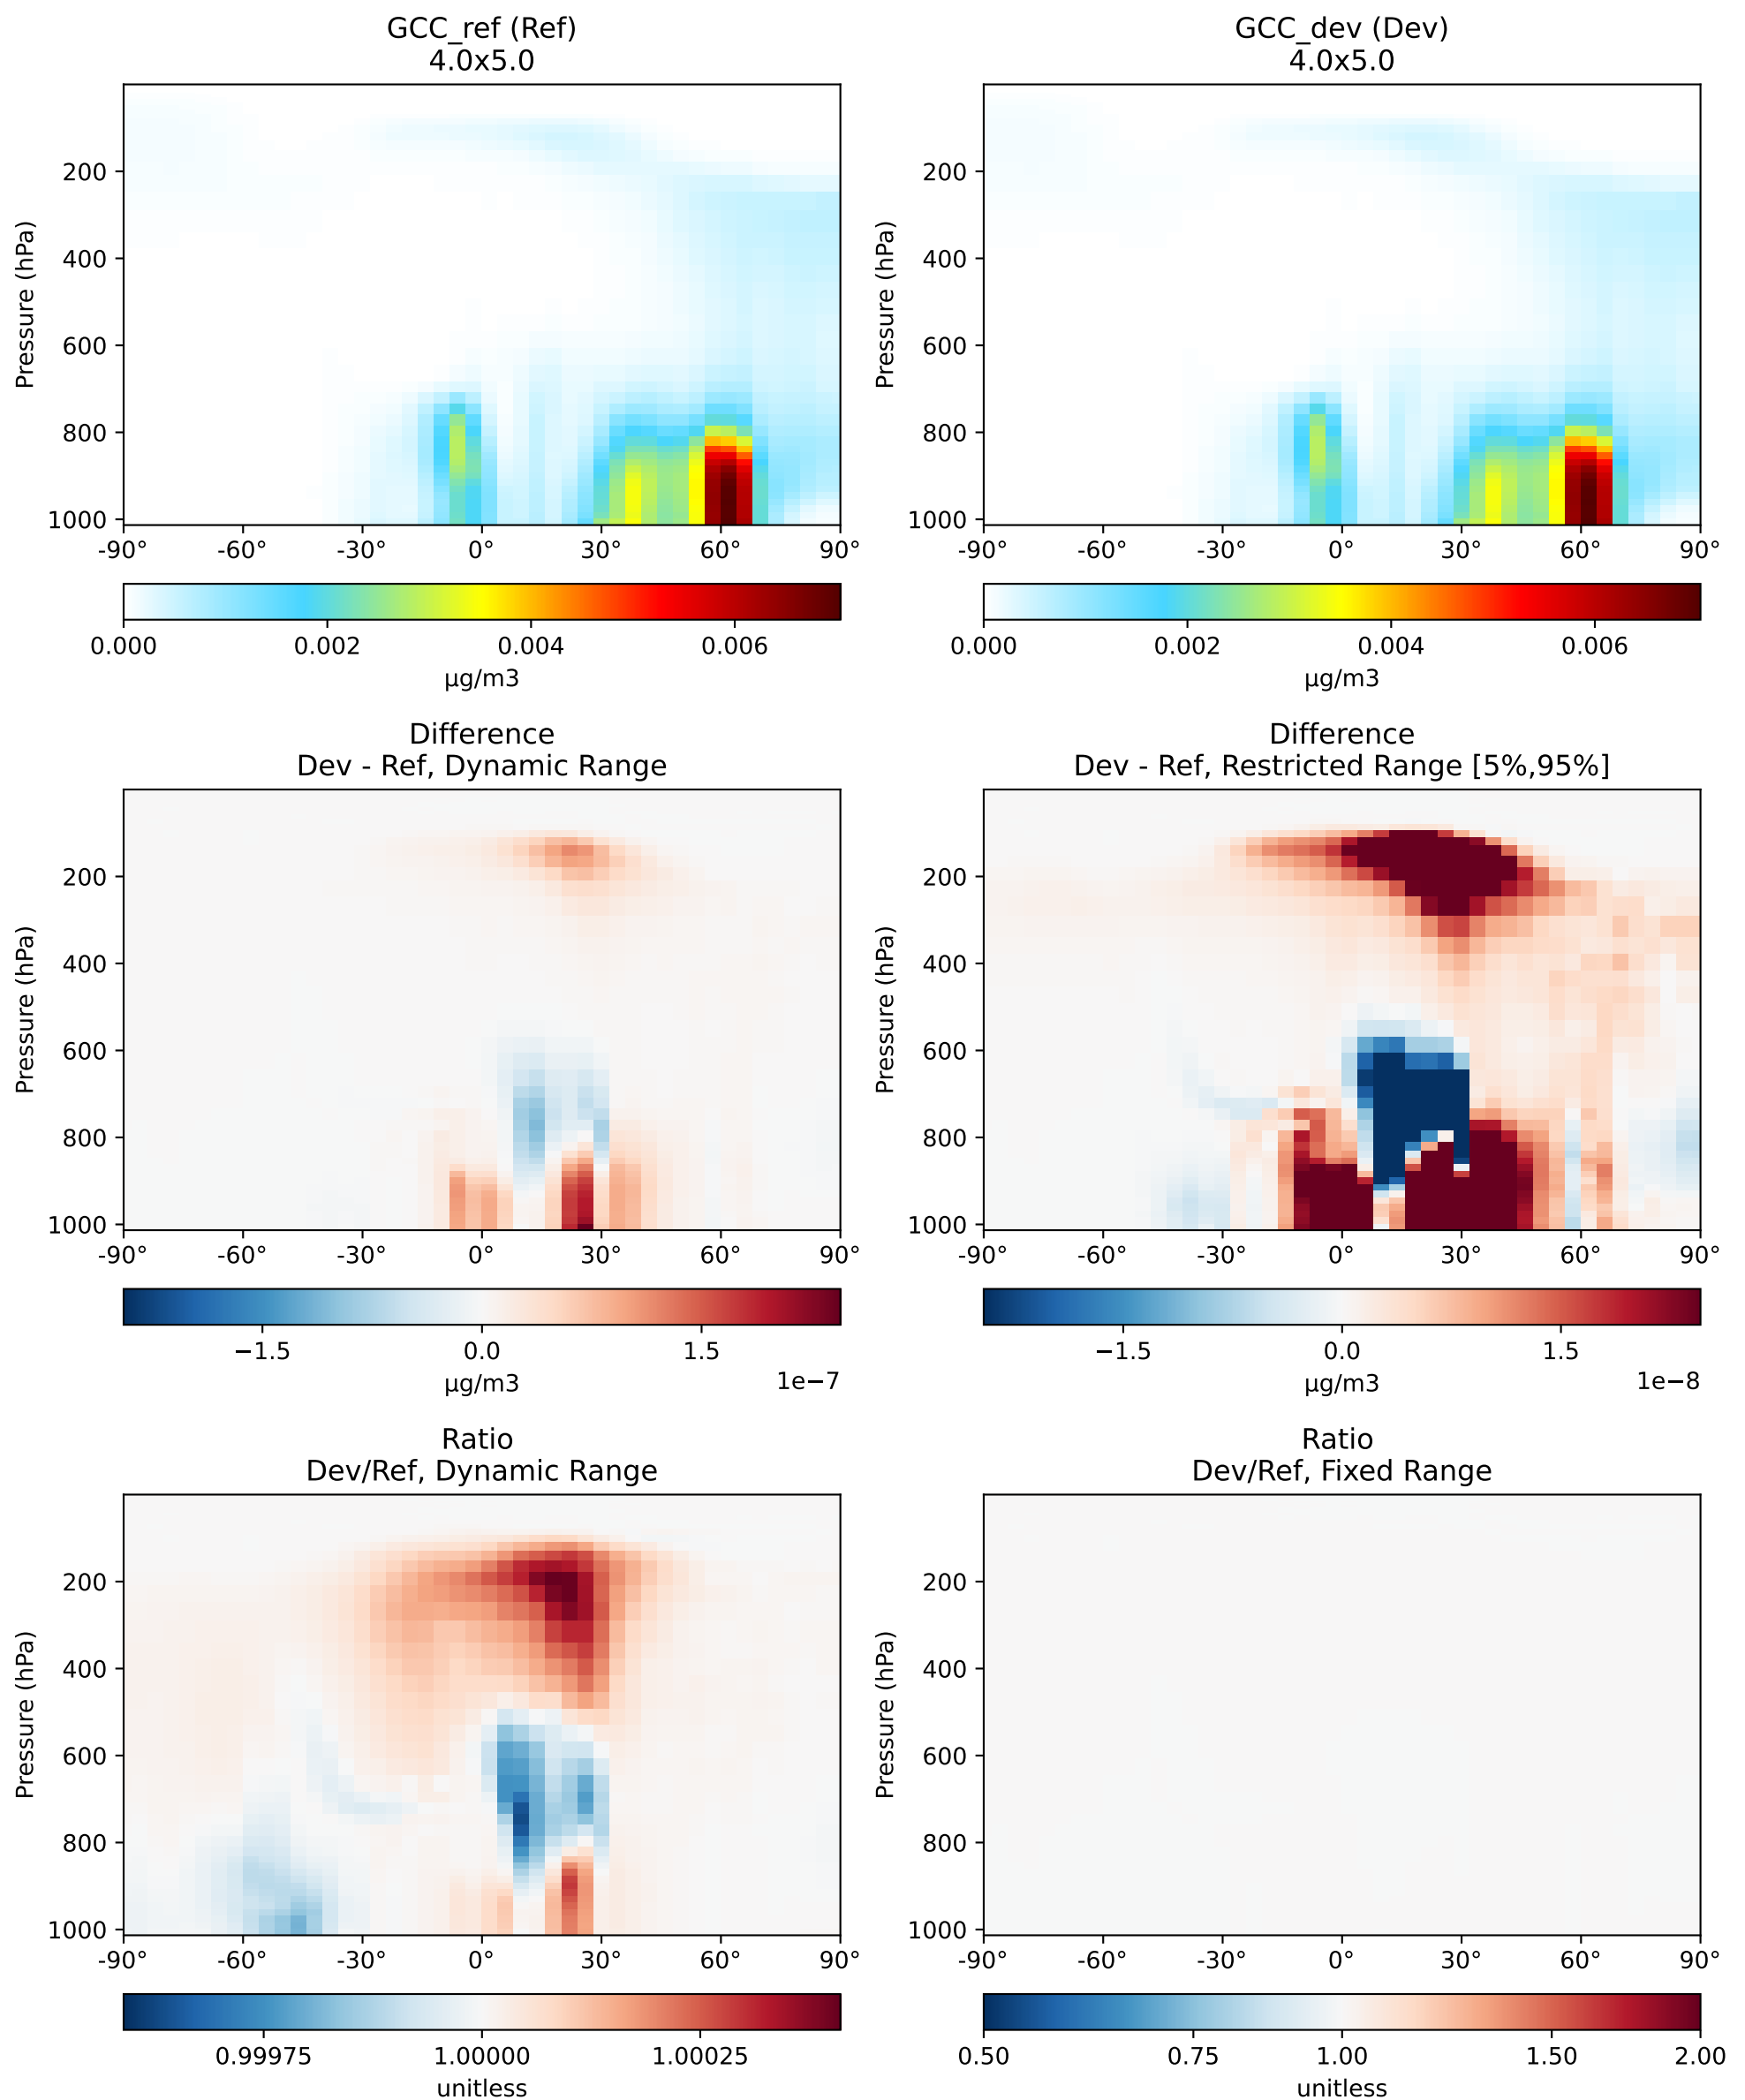 GCC_ref (Ref)
4.0x5.0
Pressure (hPa)
200
400
600
800
1000
-90° -60° -30° 0° 30° 60° 90°
0.000 0.002 0.004 0.006
μg/m3
GCC_dev (Dev)
4.0x5.0
Pressure (hPa)
200
400
600
800
1000
-90° -60° -30° 0° 30° 60° 90°
0.000 0.002 0.004 0.006
μg/m3
Difference
Dev - Ref, Dynamic Range
Pressure (hPa)
200
400
600
800
1000
-90° -60° -30° 0° 30° 60° 90°
−1.5 0.0 1.5
μg/m3
1e−7
Difference
Dev - Ref, Restricted Range [5%,95%]
Pressure (hPa)
200
400
600
800
1000
-90° -60° -30° 0° 30° 60° 90°
−1.5 0.0 1.5
μg/m3
1e−8
Ratio
Dev/Ref, Dynamic Range
Pressure (hPa)
200
400
600
800
1000
-90° -60° -30° 0° 30° 60° 90°
0.99975 1.00000 1.00025
unitless
Ratio
Dev/Ref, Fixed Range
Pressure (hPa)
200
400
600
800
1000
-90° -60° -30° 0° 30° 60° 90°
0.50 0.75 1.00 1.50 2.00
unitless